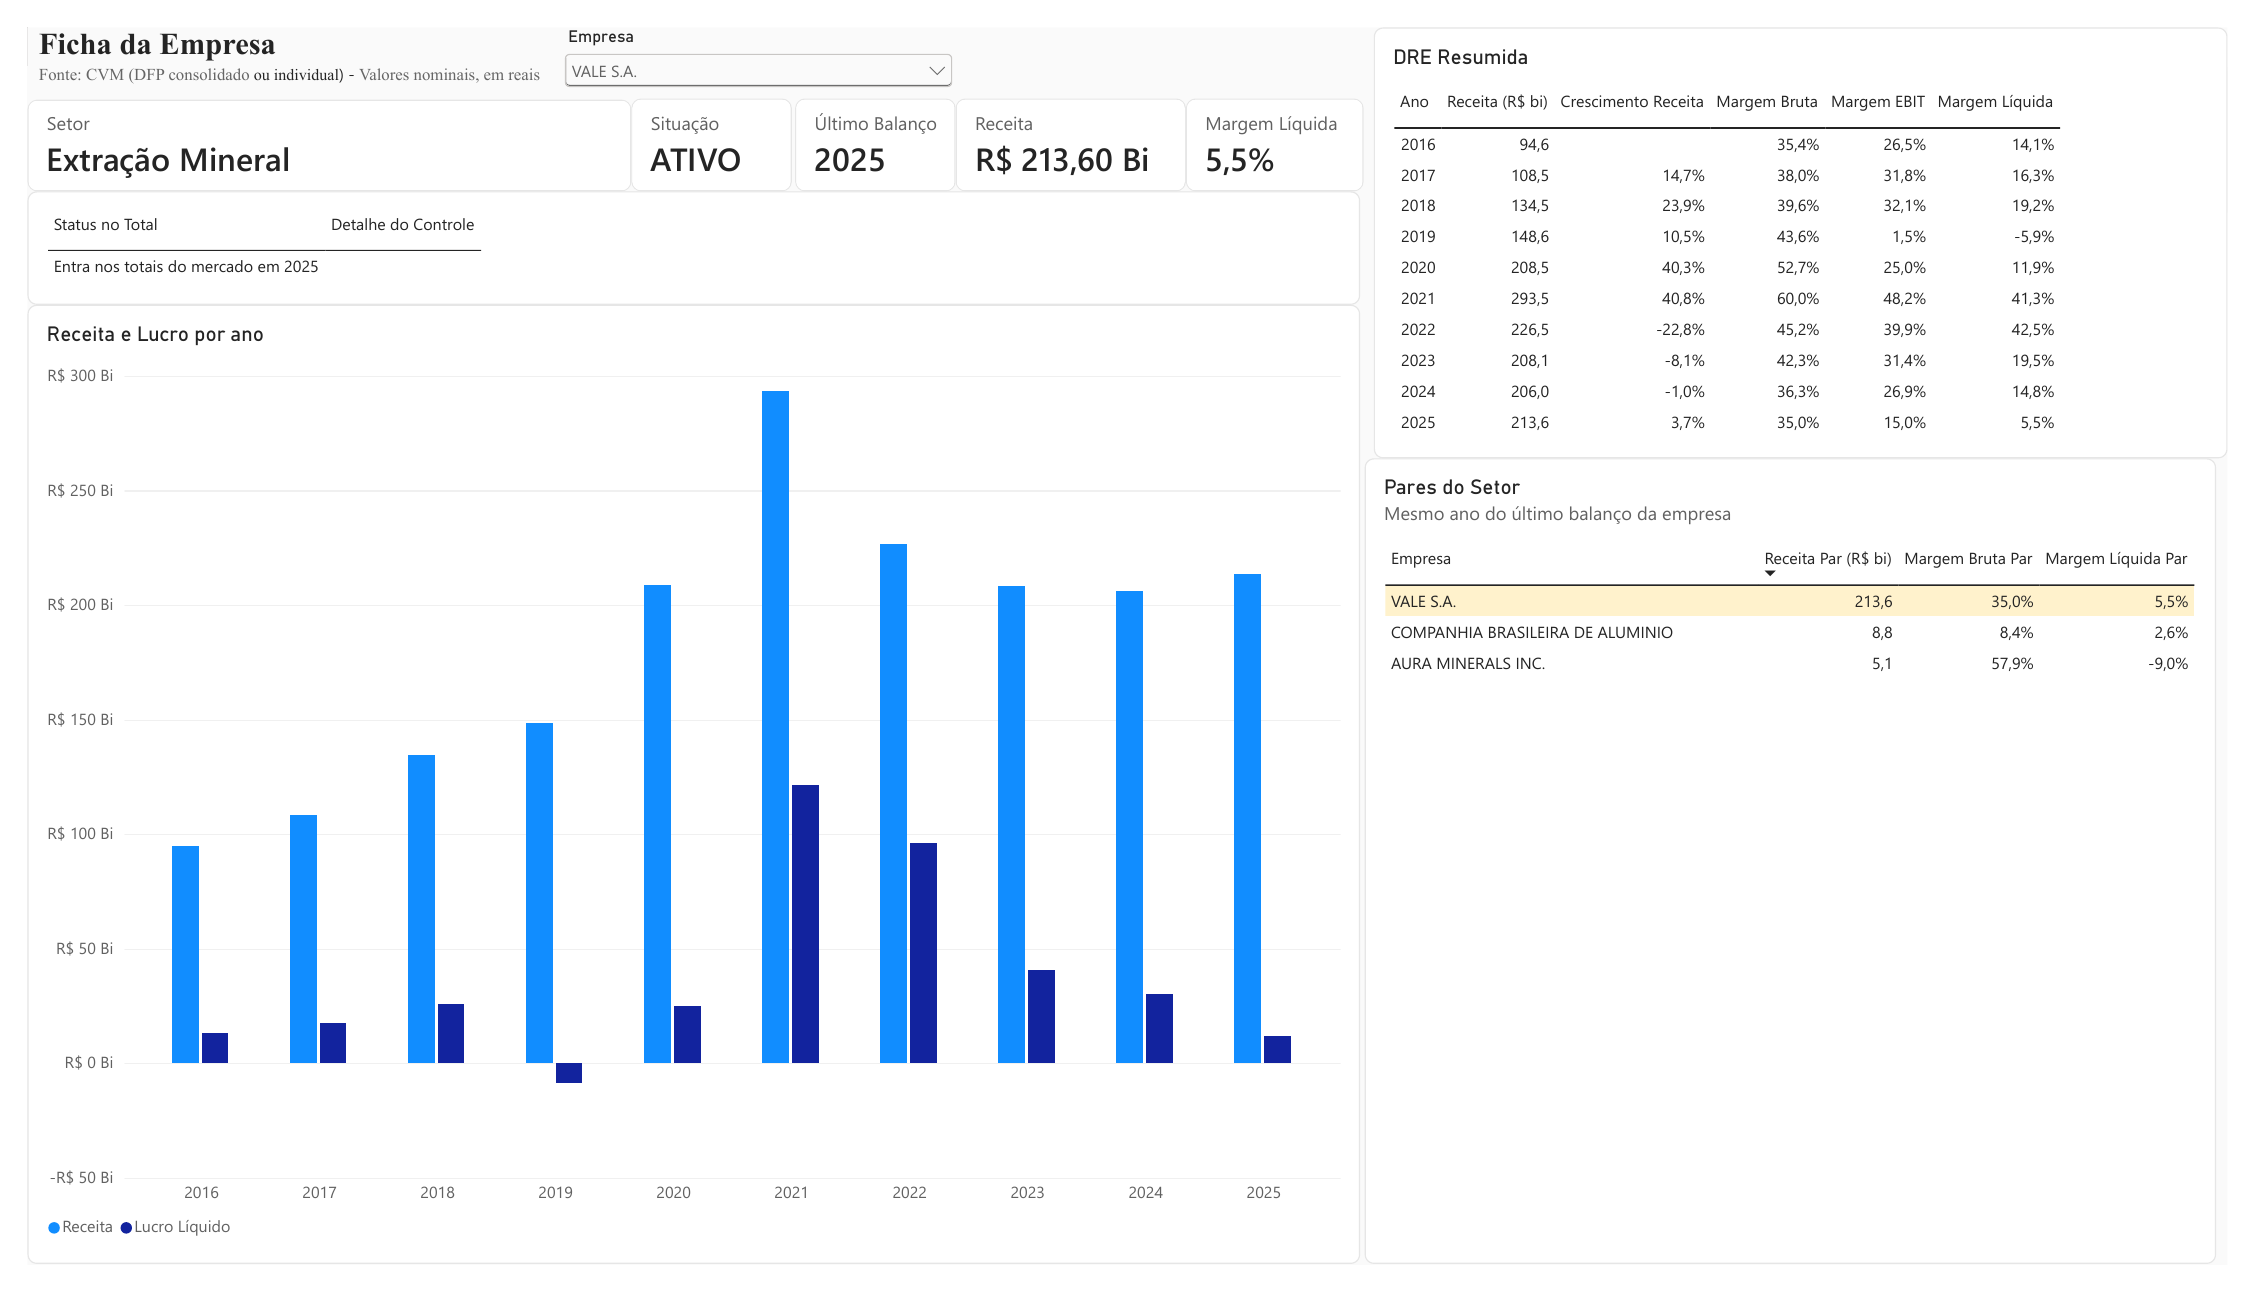 Ficha da Empresa
Fonte: CVM (DFP consolidado ou individual) - Valores nominais, em reais
Empresa
VALE S.A.
Setor
Extração Mineral
Situação
ATIVO
Último Balanço
2025
Receita
R$ 213,60 Bi
Margem Líquida
5,5%
Status no Total Detalhe do Controle
Entra nos totais do mercado em 2025
Receita e Lucro por ano
R$ 300 Bi
R$ 250 Bi
R$ 200 Bi
R$ 150 Bi
R$ 100 Bi
R$ 50 Bi
R$ 0 Bi
-R$ 50 Bi
2016 2017 2018 2019 2020 2021 2022 2023 2024 2025
Receita Lucro Líquido
DRE Resumida
Ano Receita (R$ bi) Crescimento Receita Margem Bruta Margem EBIT Margem Líquida
2016 94,6 35,4% 26,5% 14,1%
2017 108,5 14,7% 38,0% 31,8% 16,3%
2018 134,5 23,9% 39,6% 32,1% 19,2%
2019 148,6 10,5% 43,6% 1,5% -5,9%
2020 208,5 40,3% 52,7% 25,0% 11,9%
2021 293,5 40,8% 60,0% 48,2% 41,3%
2022 226,5 -22,8% 45,2% 39,9% 42,5%
2023 208,1 -8,1% 42,3% 31,4% 19,5%
2024 206,0 -1,0% 36,3% 26,9% 14,8%
2025 213,6 3,7% 35,0% 15,0% 5,5%
Pares do Setor
Mesmo ano do último balanço da empresa
Empresa Receita Par (R$ bi) Margem Bruta Par Margem Líquida Par
VALE S.A. 213,6 35,0% 5,5%
COMPANHIA BRASILEIRA DE ALUMINIO 8,8 8,4% 2,6%
AURA MINERALS INC. 5,1 57,9% -9,0%